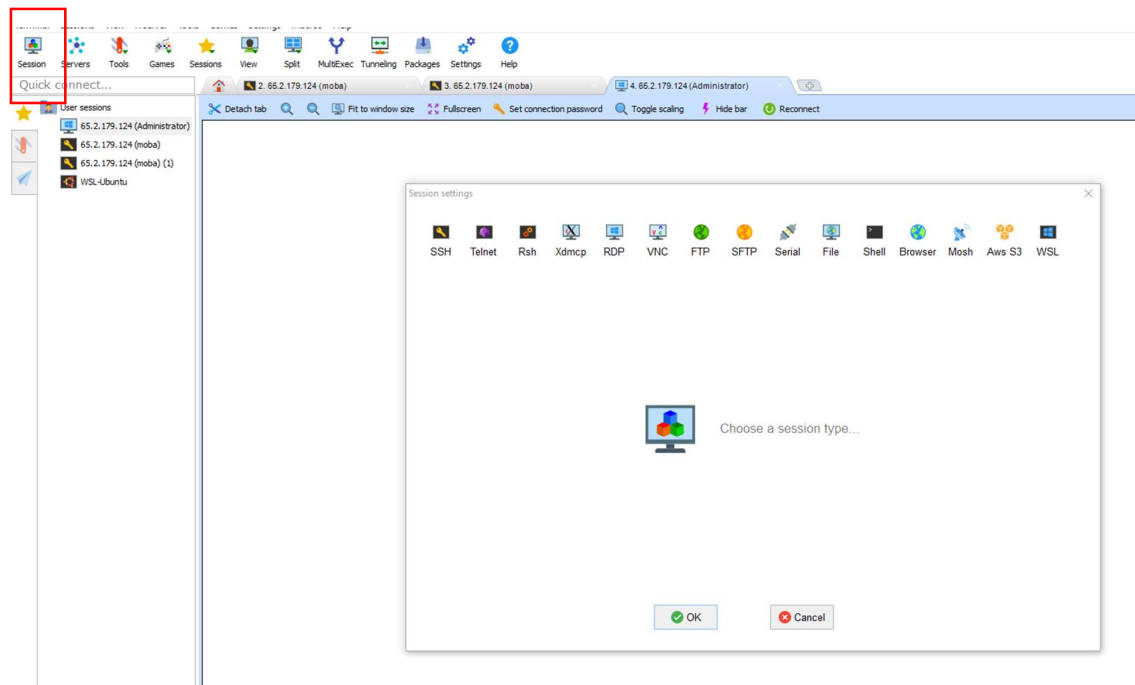 Session Servers Tools Games Sessions View Split MultiExec Tunneling Packages Settings Help
Quick connect...
2. 65.2.179.124 (moba) 3. 65.2.179.124 (moba) 4. 65.2.179.124 (Administrator)
Detach tab Fit to window size Fullscreen Set connection password Toggle scaling Hide bar Reconnect
User sessions
65.2.179.124 (Administrator)
65.2.179.124 (moba)
65.2.179.124 (moba) (1)
WSL-Ubuntu
Session settings
SSH Telnet Rsh Xdmcp RDP VNC FTP SFTP Serial File Shell Browser Mosh Aws S3 WSL
Choose a session type...
OK Cancel